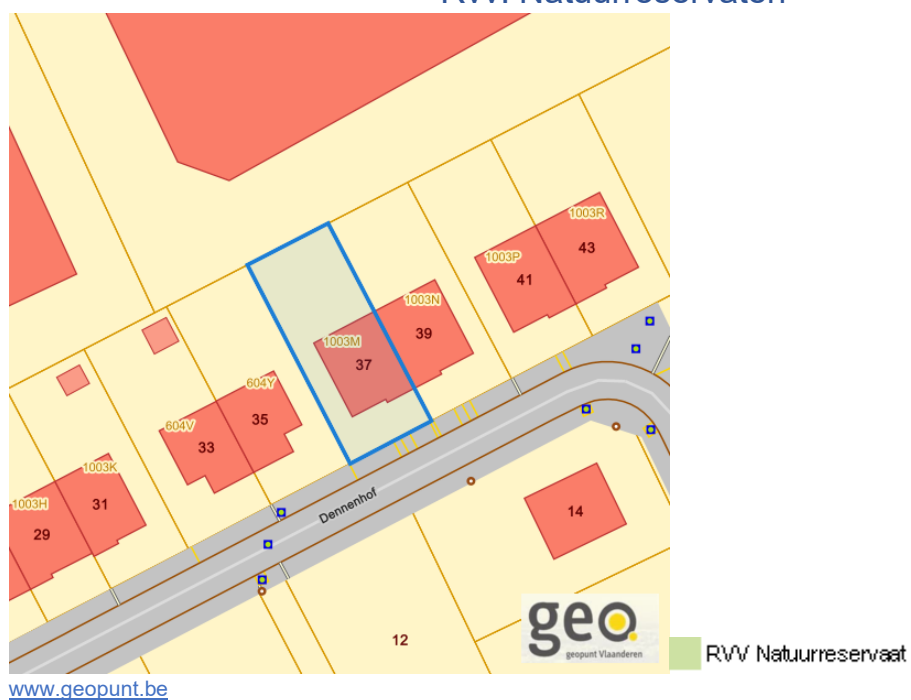 RVV Natuurreservaten
1003R
43
1003P
41
1003N
39
1003M
37
604Y
35
604V
33
1003K
31
1003H
29
Dennenhof
14
12
geo
geopunt Vlaanderen
RVV Natuurreservaat
www.geopunt.be